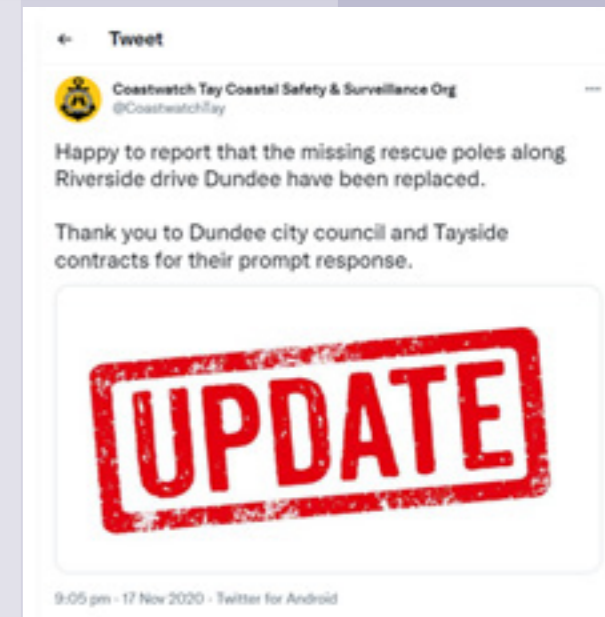 ← Tweet
Coastwatch Tay Coastal Safety & Surveillance Org
@CoastwatchTay
Happy to report that the missing rescue poles along
Riverside drive Dundee have been replaced.
Thank you to Dundee city council and Tayside
contracts for their prompt response.
UPDATE
9:05 pm - 17 Nov 2020 - Twitter for Android